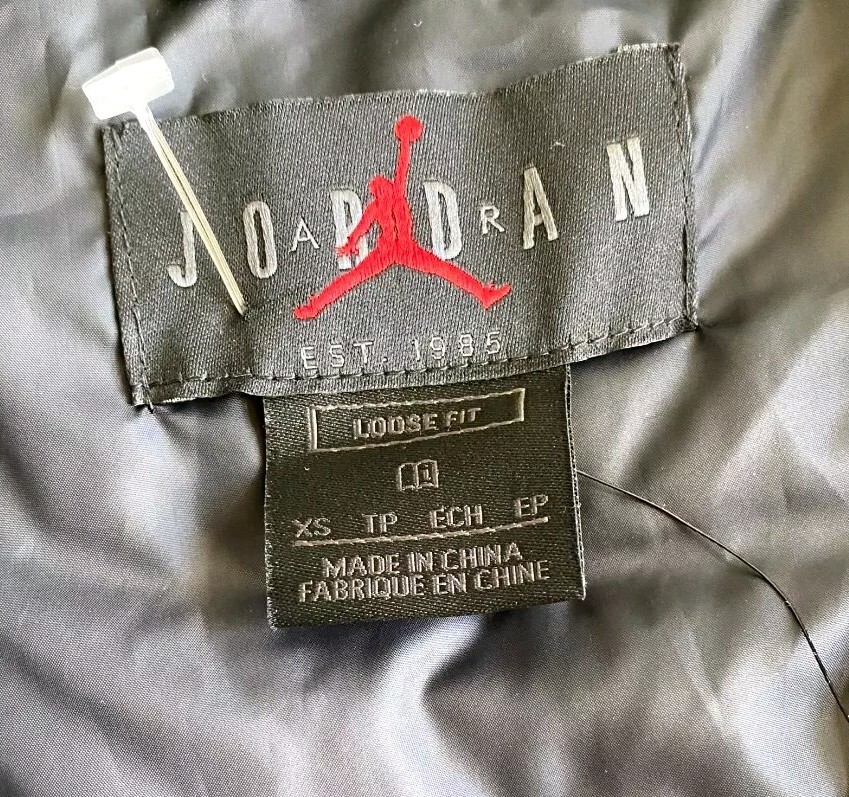 JORDAN
AIR
EST. 1985
LOOSE FIT
XS TP ECH EP
MADE IN CHINA
FABRIQUE EN CHINE